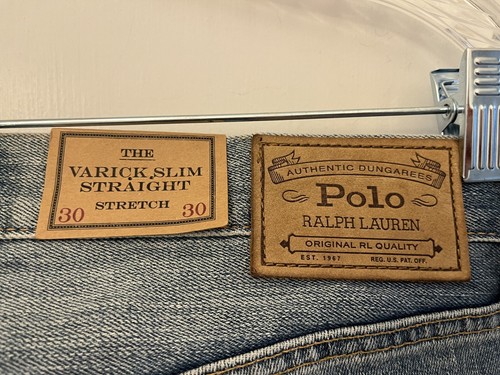 THE
VARICK SLIM
STRAIGHT
STRETCH
30 30
AUTHENTIC DUNGAREES
Polo
RALPH LAUREN
ORIGINAL RL QUALITY
EST. 1967 REG. U.S. PAT. OFF.